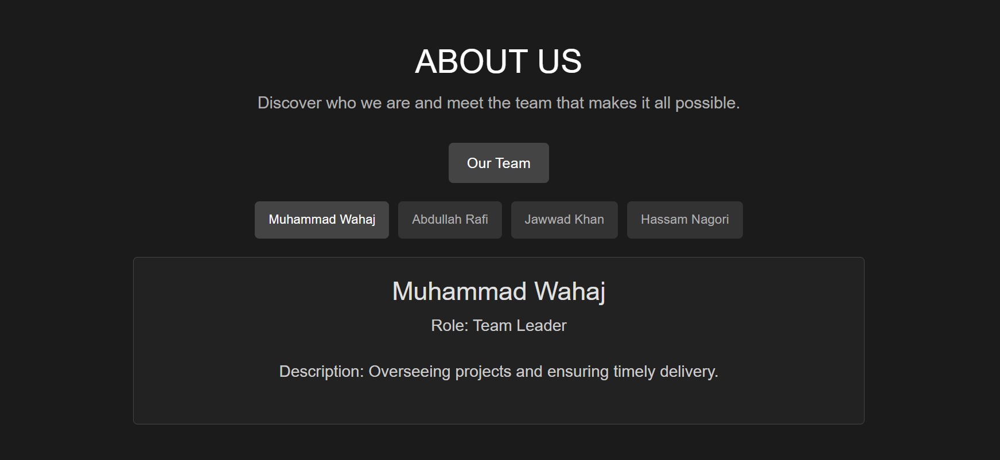 ABOUT US
Discover who we are and meet the team that makes it all possible.
Our Team
Muhammad Wahaj Abdullah Rafi Jawwad Khan Hassam Nagori
Muhammad Wahaj
Role: Team Leader
Description: Overseeing projects and ensuring timely delivery.